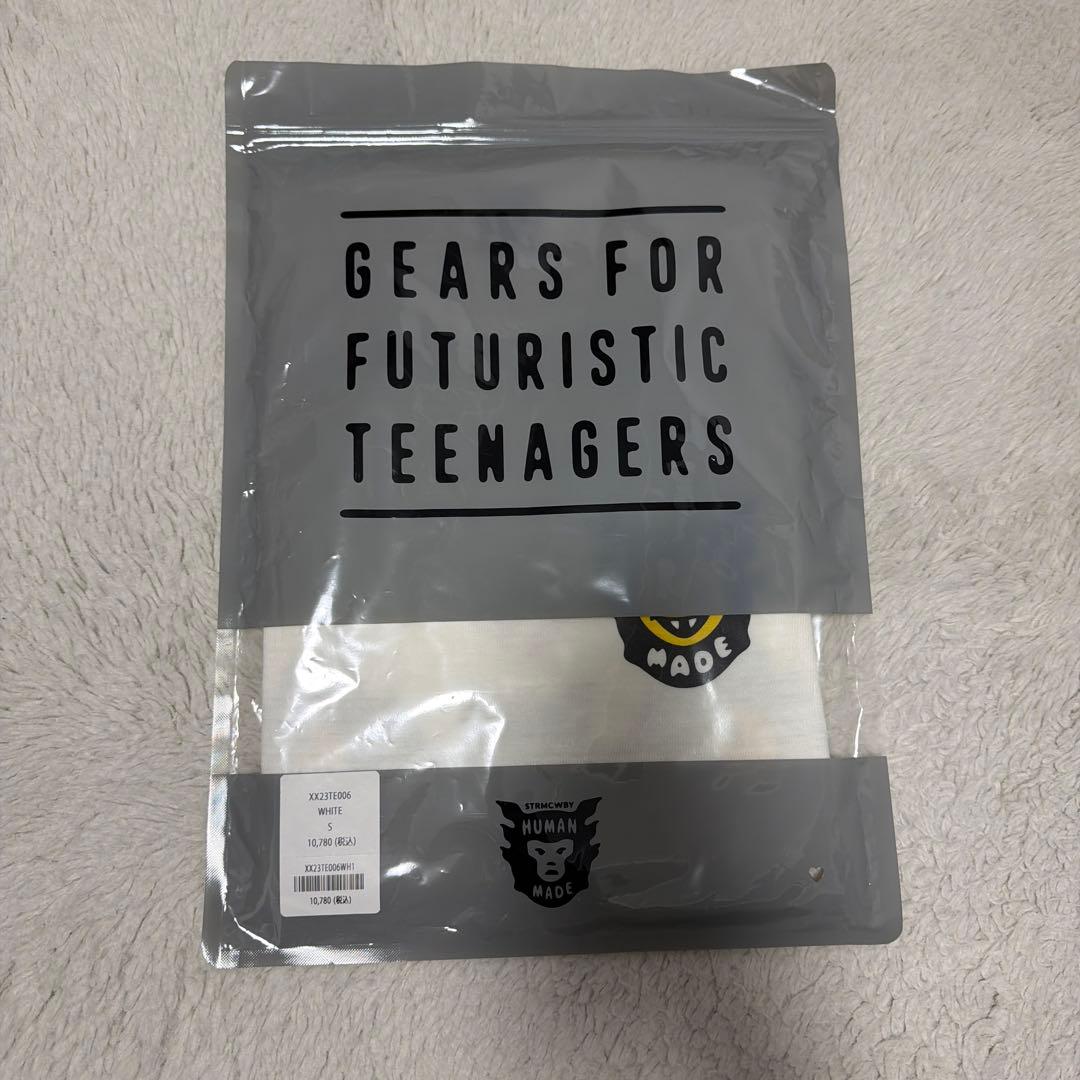 GEARS FOR
FUTURISTIC
TEENAGERS
MADE
XX23TE006
WHITE
S
10,780 (税込)
XX23TE006WH1
10,780 (税込)
STRMCWBY
HUMAN
MADE